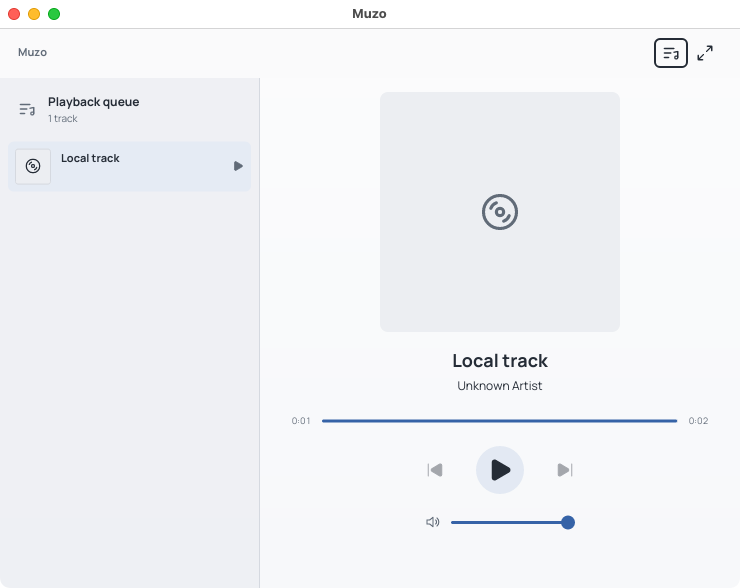 Muzo
Muzo
Playback queue
1 track
Local track
Local track
Unknown Artist
0:01
0:02